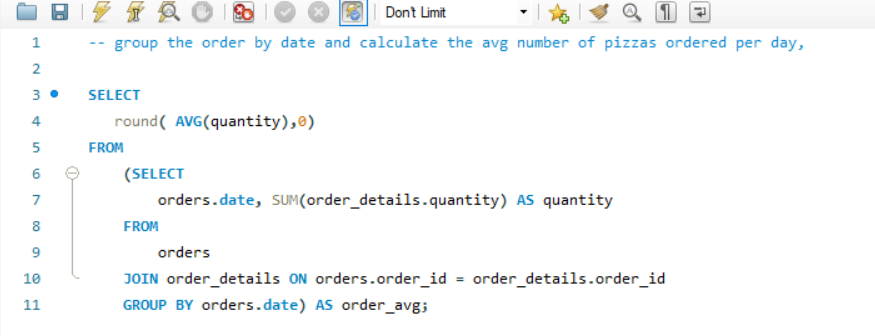 Don't Limit
1 -- group the order by date and calculate the avg number of pizzas ordered per day,
2
3 SELECT
4 round( AVG(quantity),0)
5 FROM
6 (SELECT
7 orders.date, SUM(order_details.quantity) AS quantity
8 FROM
9 orders
10 JOIN order_details ON orders.order_id = order_details.order_id
11 GROUP BY orders.date) AS order_avg;